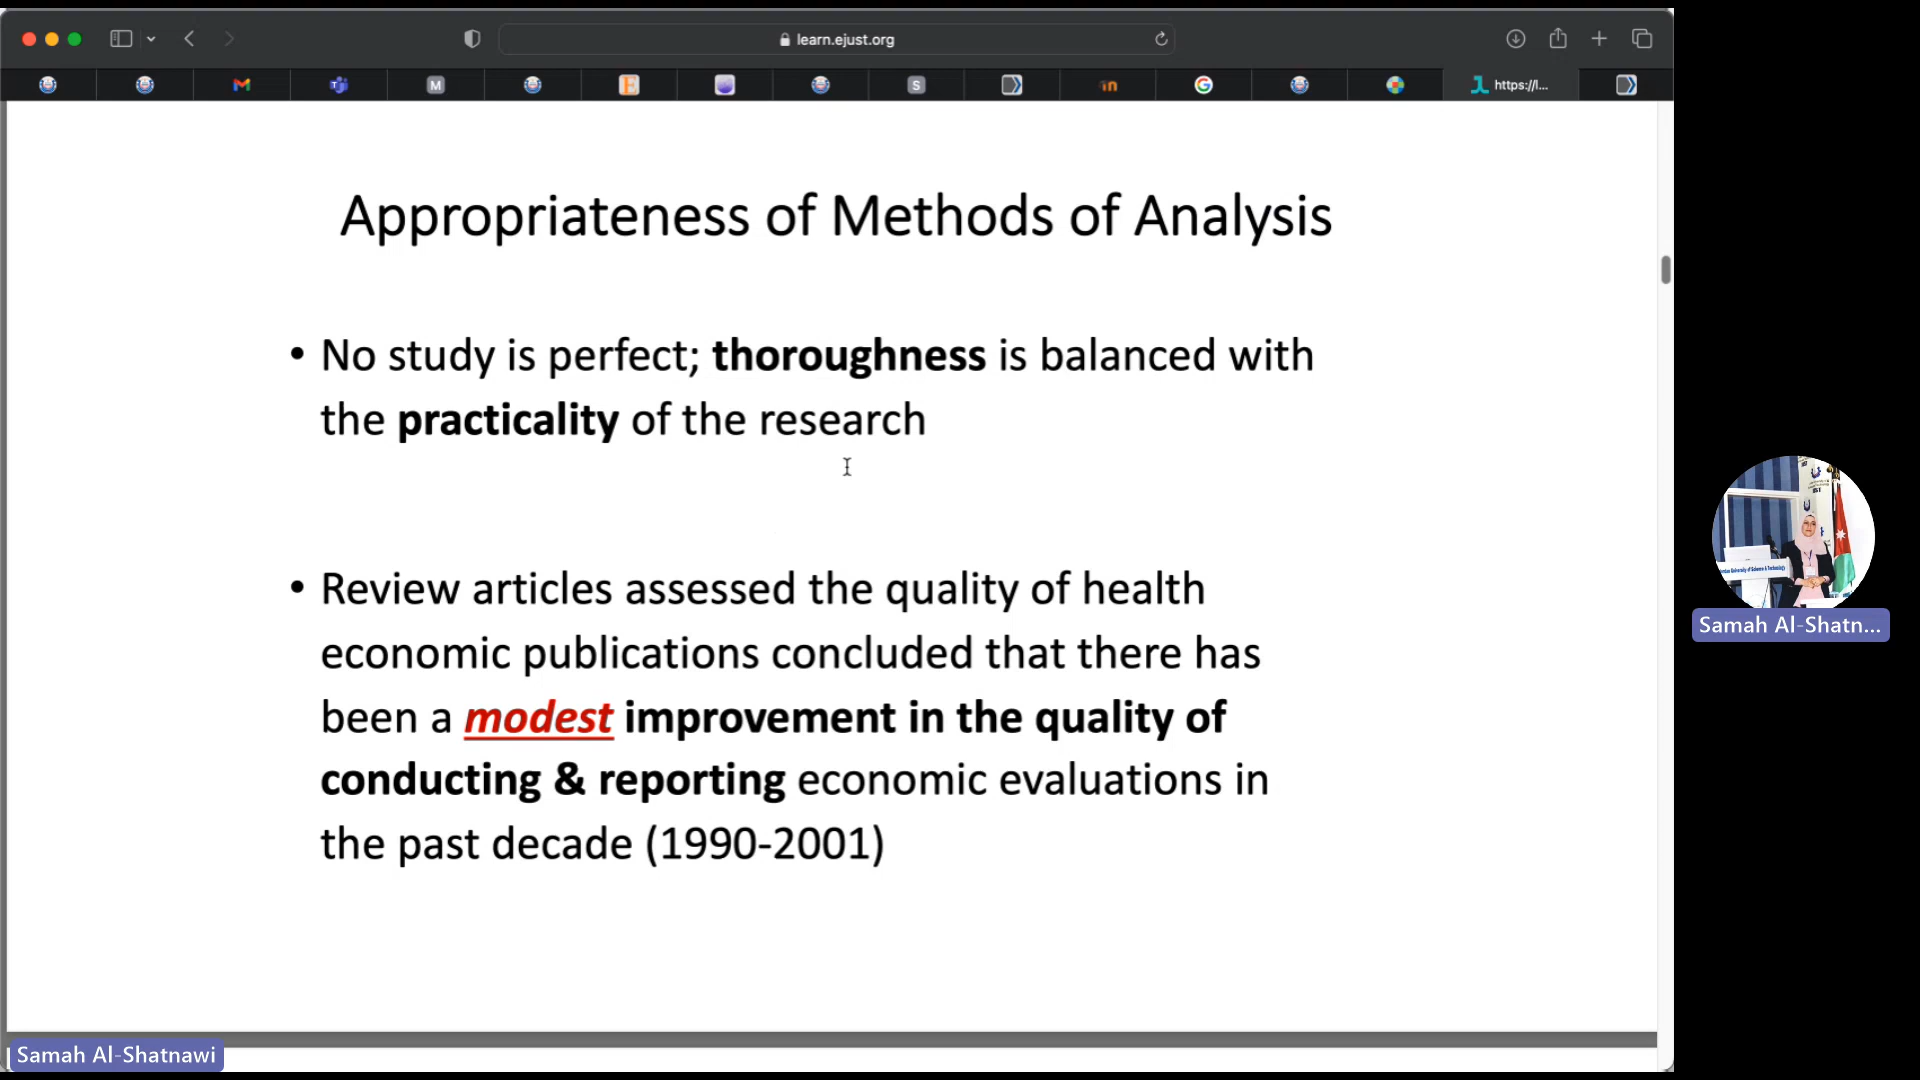 learn.ejust.org
M
S
in
https://l...
Appropriateness of Methods of Analysis
• No study is perfect; thoroughness is balanced with
the practicality of the research
• Review articles assessed the quality of health
economic publications concluded that there has
been a modest improvement in the quality of
conducting & reporting economic evaluations in
the past decade (1990-2001)
Samah Al-Shatn...
Samah Al-Shatnawi